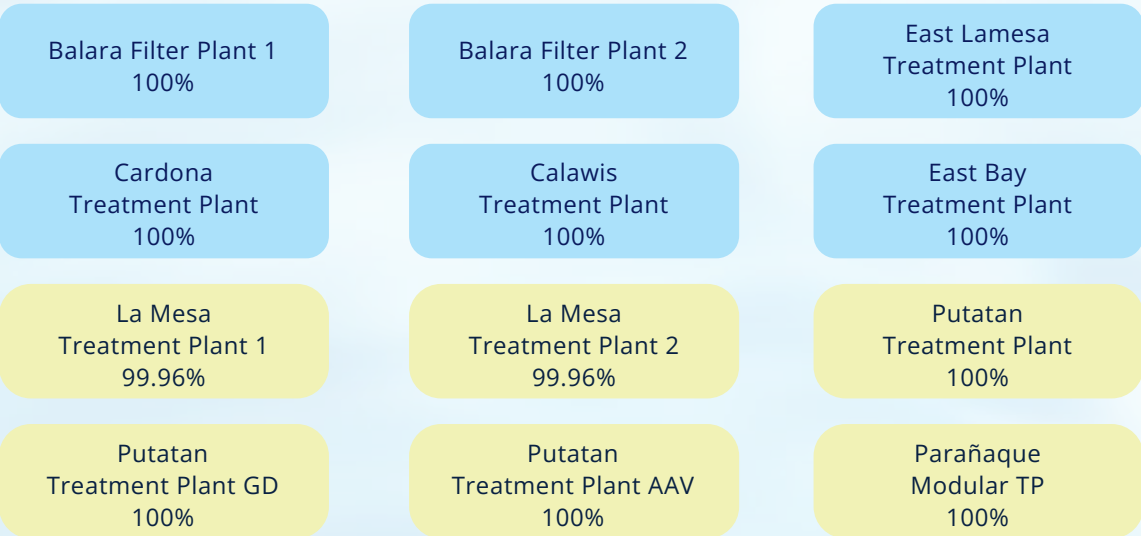 Balara Filter Plant 1
100%
Balara Filter Plant 2
100%
East Lamesa
Treatment Plant
100%
Cardona
Treatment Plant
100%
Calawis
Treatment Plant
100%
East Bay
Treatment Plant
100%
La Mesa
Treatment Plant 1
99.96%
La Mesa
Treatment Plant 2
99.96%
Putatan
Treatment Plant
100%
Putatan
Treatment Plant GD
100%
Putatan
Treatment Plant AAV
100%
Parañaque
Modular TP
100%